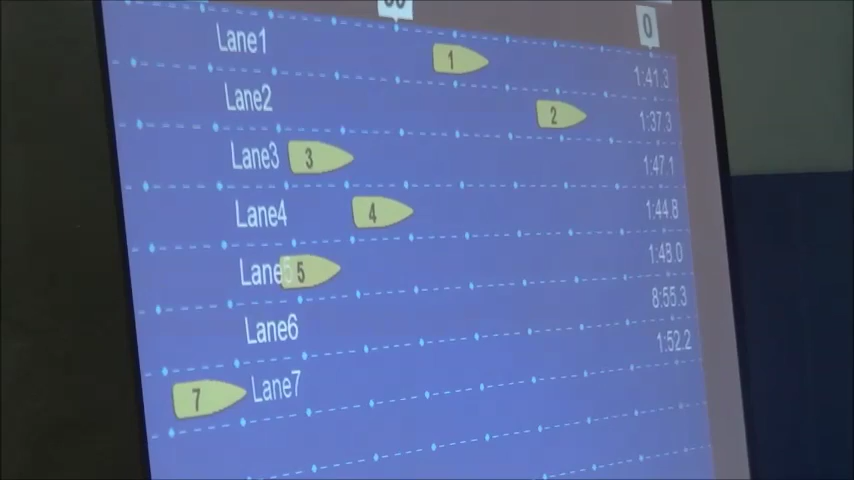 0
Lane1 1 1:41.3
Lane2 2 1:37.3
Lane3 3 1:47.1
Lane4 4 1:44.8
Lane5 5 1:48.0
Lane6 8:55.3
7 Lane7 1:52.2